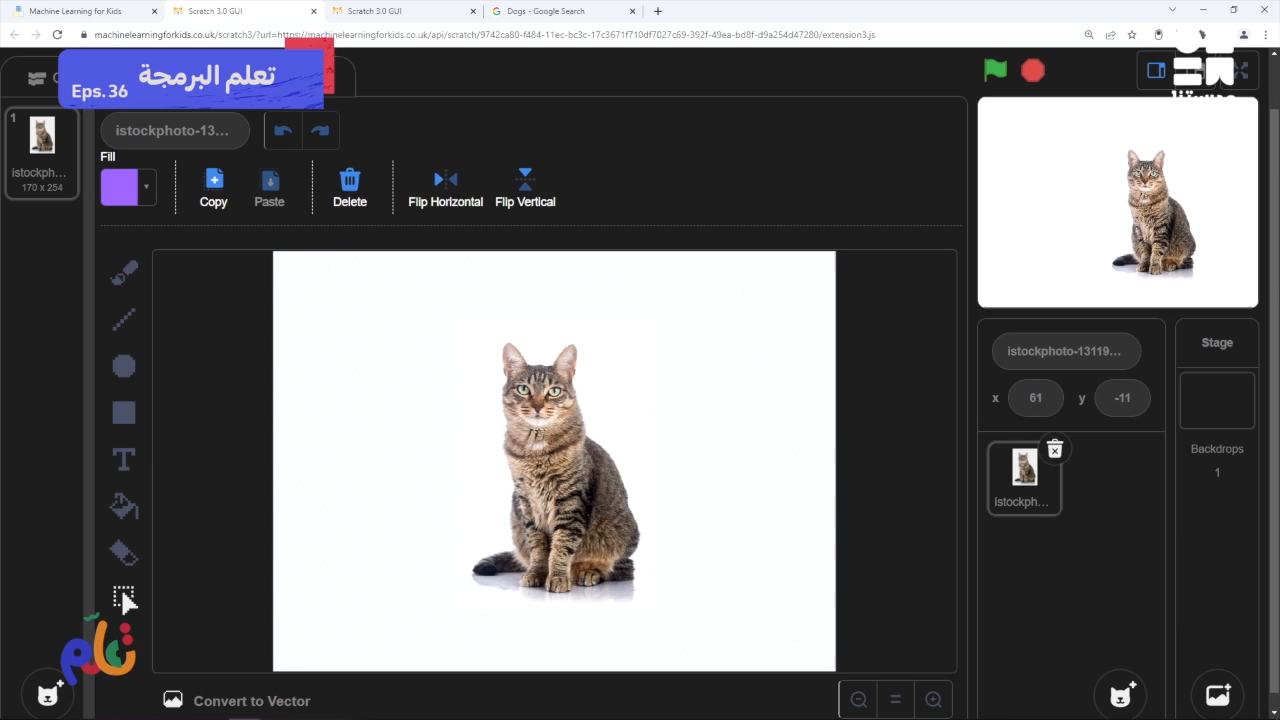 Machine Learning for Kids
Scratch 3.0 GUI
Scratch 3.0 GUI
Dogs - Google Search
machinelearningforkids.co.uk/scratch3/?url=https://machinelearningforkids.co.uk/api/scratch/9742ca80-f484-11ec-bc3c-17c3671f710df7027c69-392f-49ea-bd8f-d9a254d47280/extension3.js
تعلم البرمجة
Eps. 36
1
istockph...
170 x 254
istockphoto-13...
Fill
Copy
Paste
Delete
Flip Horizontal
Flip Vertical
T
Convert to Vector
istockphoto-13119...
x 61 y -11
istockph...
Stage
Backdrops
1